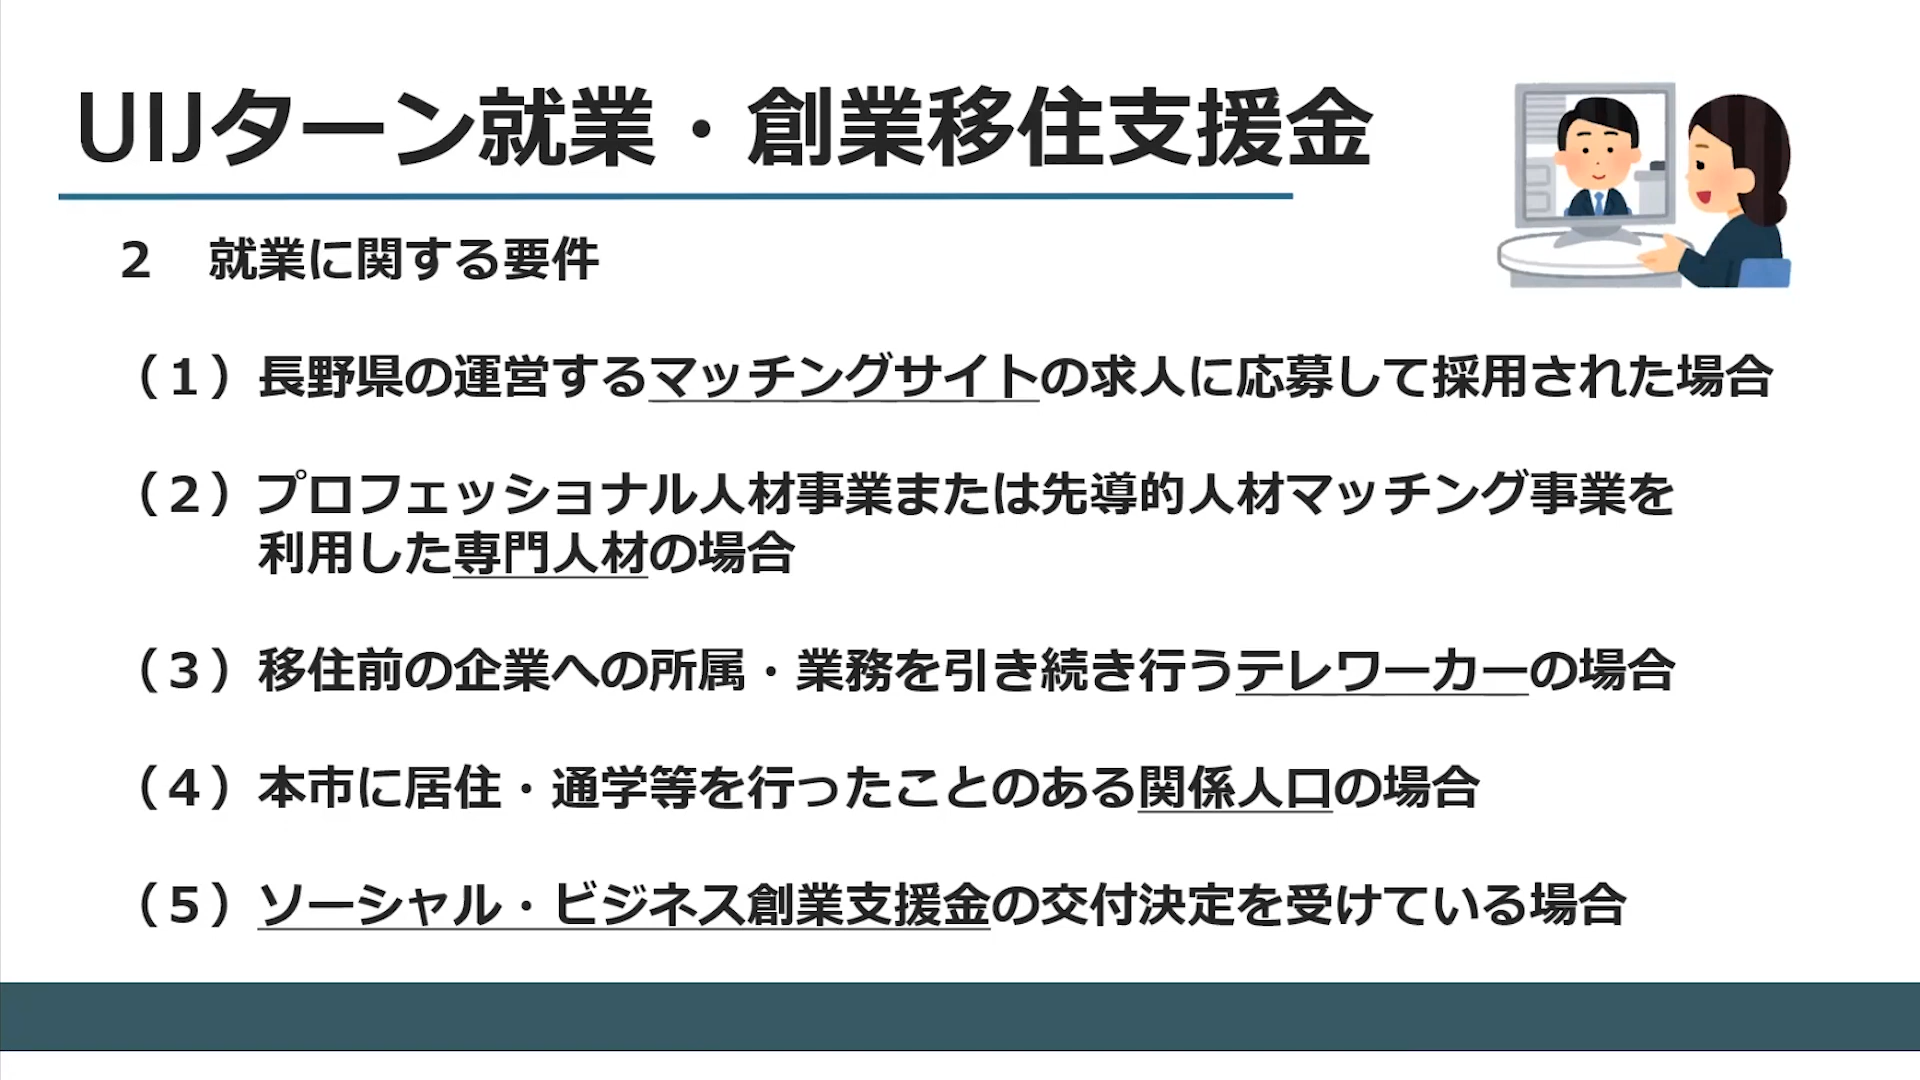 UIJターン就業・創業移住支援金
２　就業に関する要件
（１）長野県の運営するマッチングサイトの求人に応募して採用された場合
（２）プロフェッショナル人材事業または先導的人材マッチング事業を
利用した専門人材の場合
（３）移住前の企業への所属・業務を引き続き行うテレワーカーの場合
（４）本市に居住・通学等を行ったことのある関係人口の場合
（５）ソーシャル・ビジネス創業支援金の交付決定を受けている場合